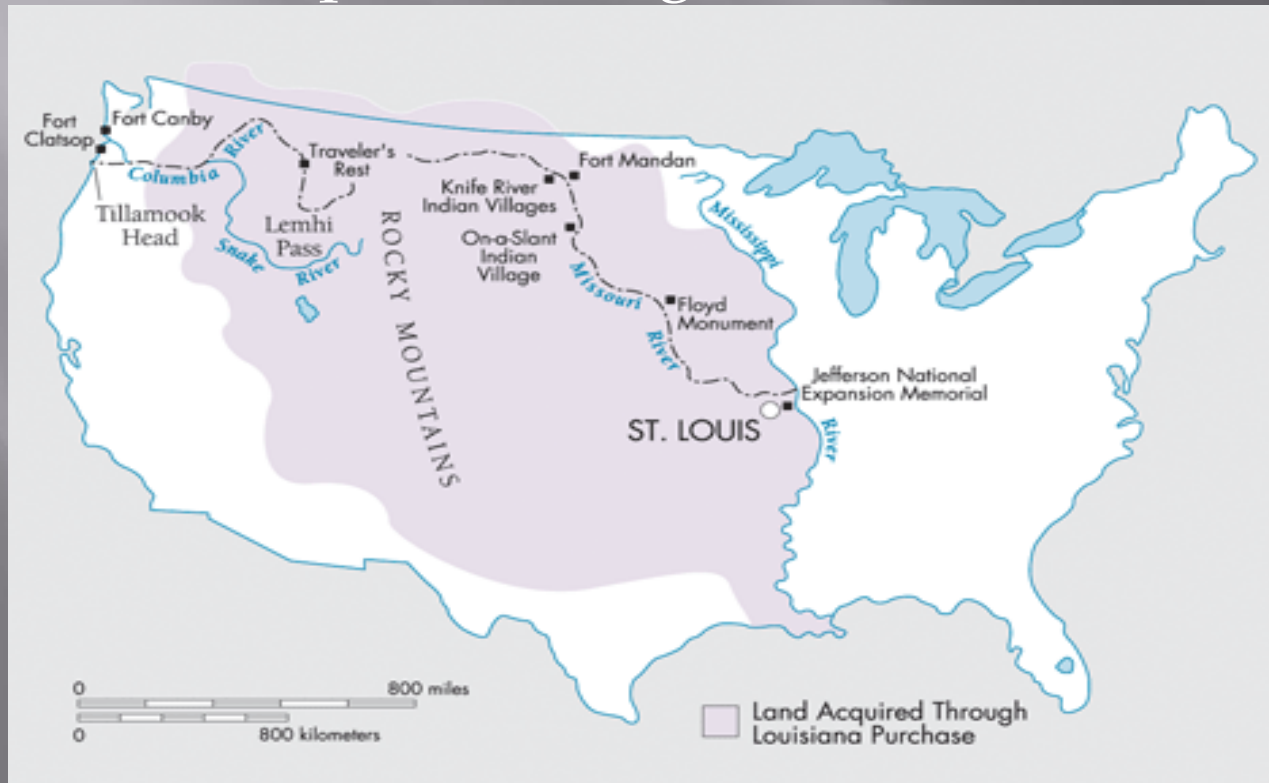 Fort
Clatsop
Fort Canby
Columbia
River
Traveler's
Rest
Tillamook
Head
Lemhi
Pass
Snake
River
ROCKY MOUNTAINS
Knife River
Indian Villages
Fort Mandan
On-a-Slant
Indian
Village
Missouri
River
Floyd
Monument
Mississippi
River
Jefferson National
Expansion Memorial
ST. LOUIS
0
800 miles
0
800 kilometers
Land Acquired Through
Louisiana Purchase